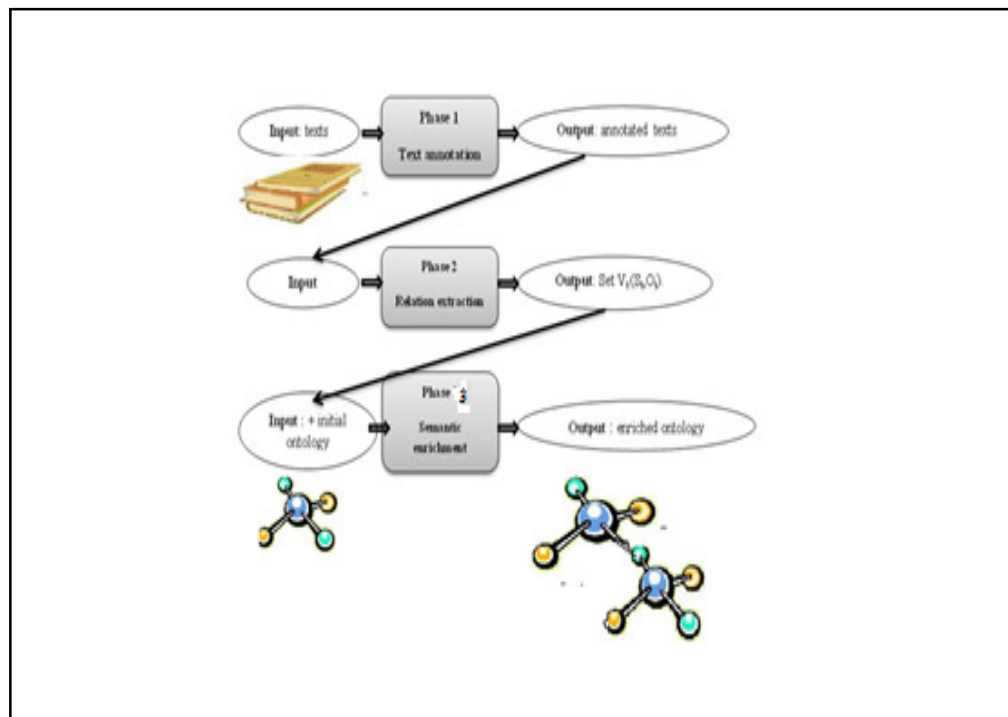 Input: texts
Phase 1
Text annotation
Output: annotated texts
Input
Phase 2
Relation extraction
Output: Set V
Input : + initial
ontology
Phase 3
Semantic
enrichment
Output : enriched ontology